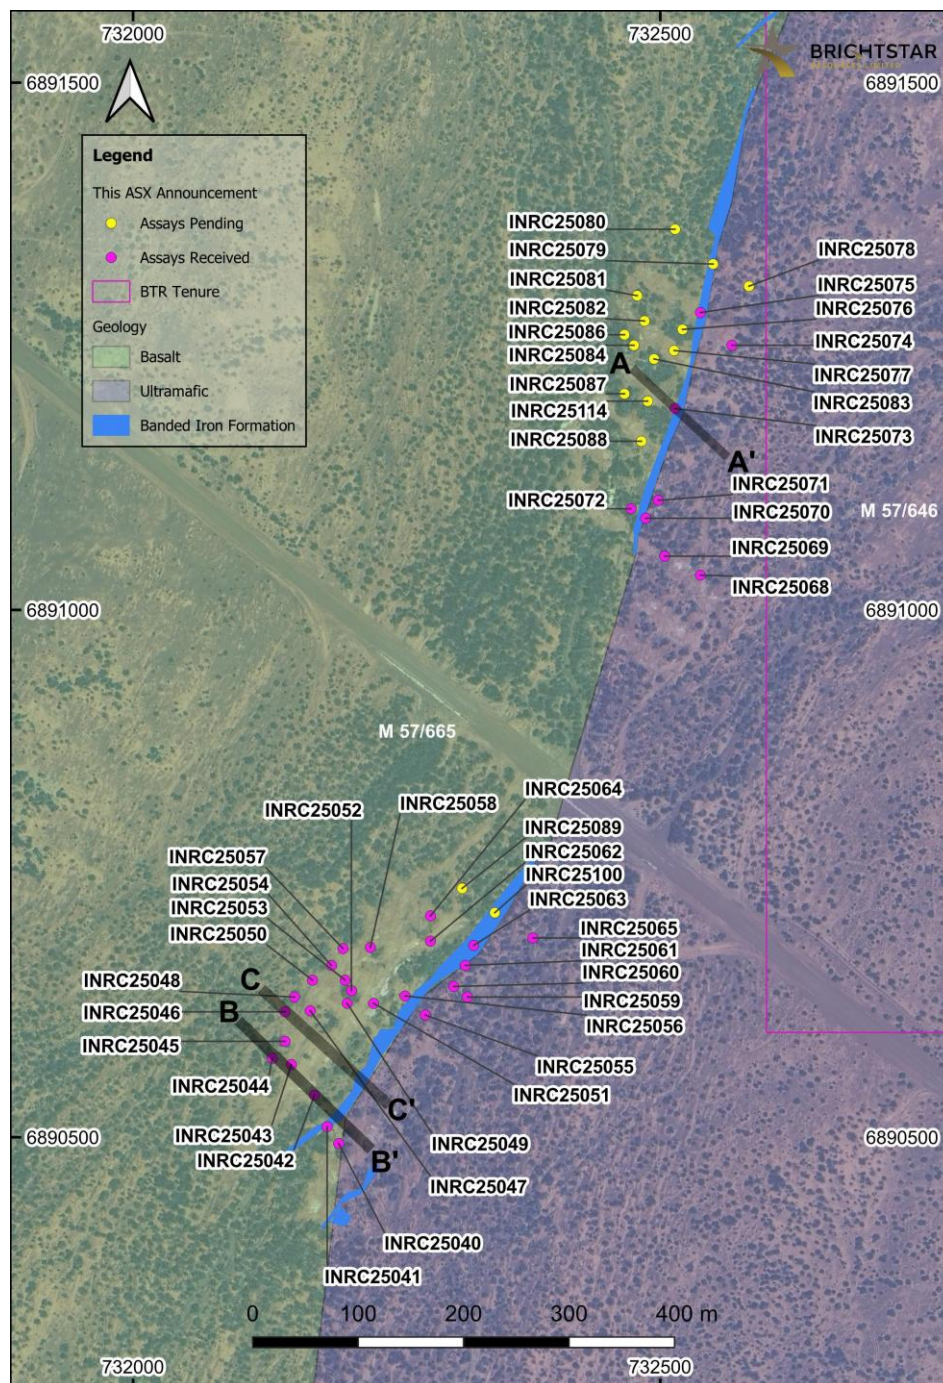 732000
732500
BRIGHTSTAR
RESOURCES LIMITED
6891500
6891500
Legend
This ASX Announcement
Assays Pending
Assays Received
BTR Tenure
Geology
Basalt
Ultramafic
Banded Iron Formation
INRC25080
INRC25079
INRC25078
INRC25081
INRC25075
INRC25082
INRC25076
INRC25086
INRC25074
INRC25084
A
INRC25077
INRC25087
INRC25083
INRC25114
INRC25073
INRC25088
A'
INRC25071
INRC25072
M 57/646
INRC25070
INRC25069
INRC25068
6891000
6891000
M 57/665
INRC25064
INRC25052
INRC25058
INRC25089
INRC25057
INRC25062
INRC25054
INRC25100
INRC25053
INRC25063
INRC25050
INRC25065
INRC25061
INRC25048
C
INRC25060
INRC25046
B
INRC25059
INRC25056
INRC25045
INRC25055
INRC25044
INRC25051
C'
INRC25043
INRC25049
6890500
6890500
INRC25042
B'
INRC25047
INRC25040
INRC25041
0 100 200 300 400 m
732000
732500